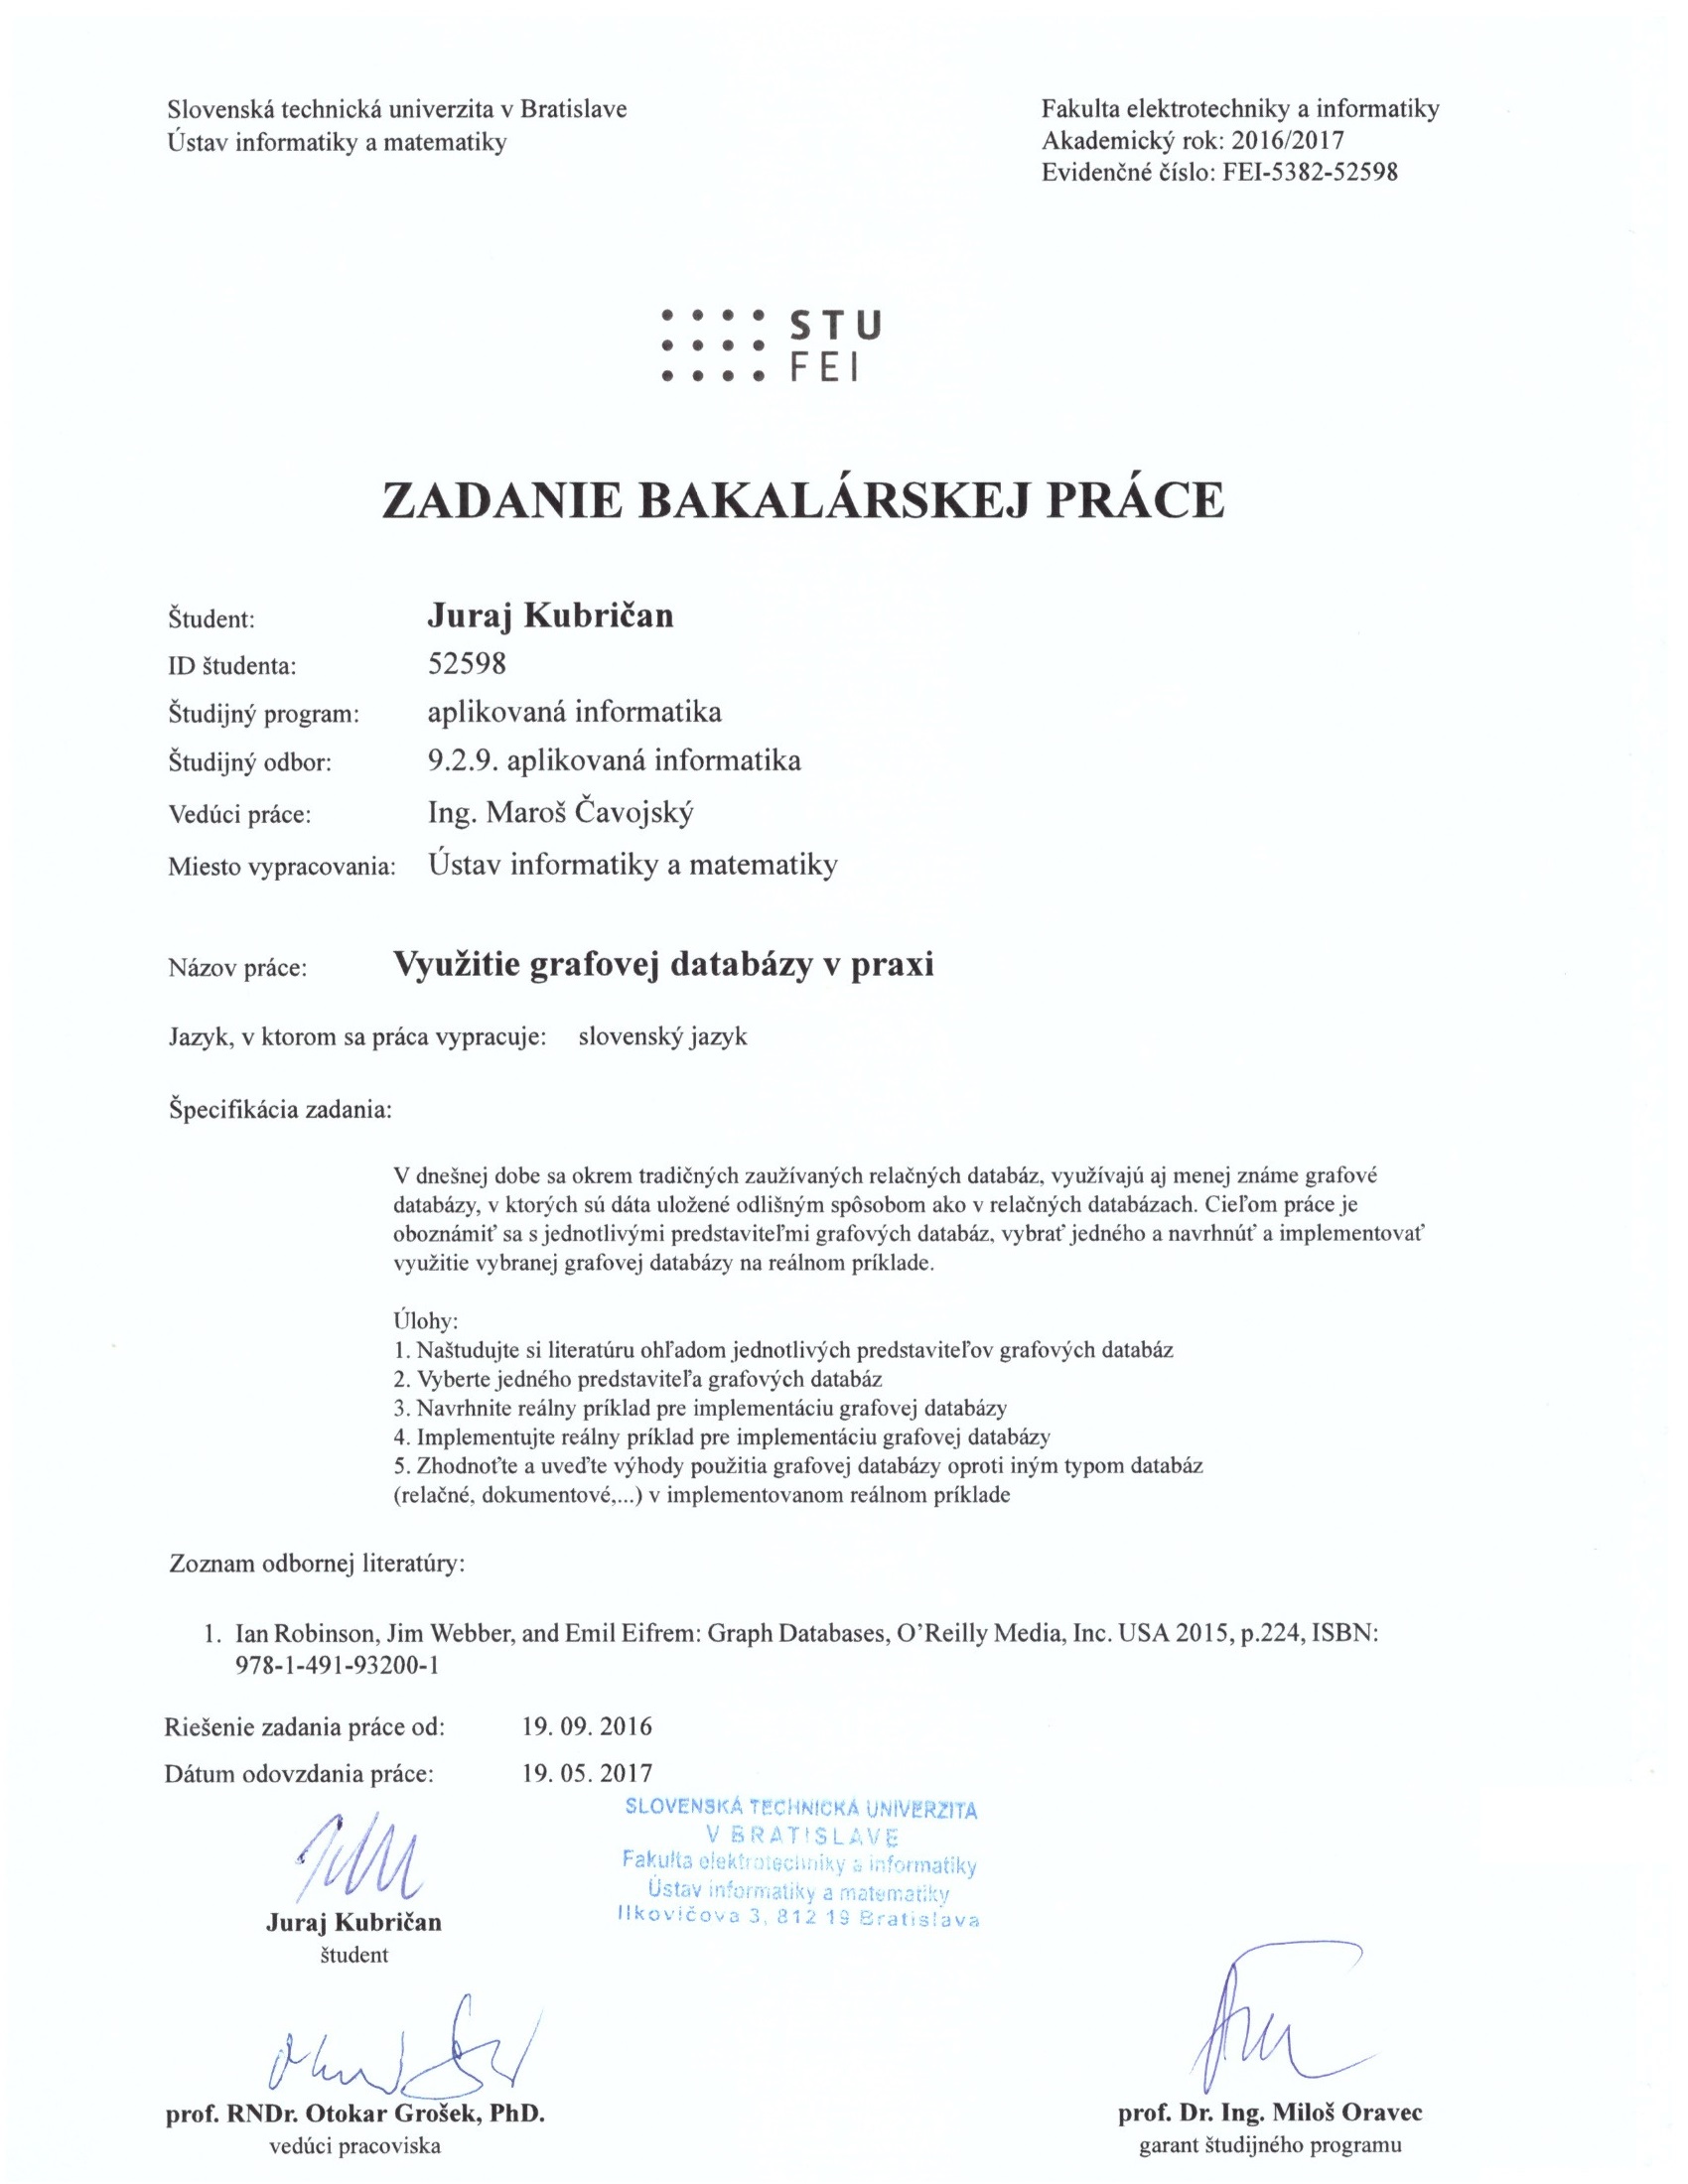 Slovenská technická univerzita v Bratislave
Ústav informatiky a matematiky
Fakulta elektrotechniky a informatiky
Akademický rok: 2016/2017
Evidenčné číslo: FEI-5382-52598
STU
FEI
ZADANIE BAKALÁRSKEJ PRÁCE
Študent: Juraj Kubričan
ID študenta: 52598
Študijný program: aplikovaná informatika
Študijný odbor: 9.2.9. aplikovaná informatika
Vedúci práce: Ing. Maroš Čavojský
Miesto vypracovania: Ústav informatiky a matematiky
Názov práce: Využitie grafovej databázy v praxi
Jazyk, v ktorom sa práca vypracuje: slovenský jazyk
Špecifikácia zadania:
V dnešnej dobe sa okrem tradičných zaužívaných relačných databáz, využívajú aj menej známe grafové
databázy, v ktorých sú dáta uložené odlišným spôsobom ako v relačných databázach. Cieľom práce je
oboznámiť sa s jednotlivými predstaviteľmi grafových databáz, vybrať jedného a navrhnúť a implementovať
využitie vybranej grafovej databázy na reálnom príklade.
Úlohy:
1. Naštudujte si literatúru ohľadom jednotlivých predstaviteľov grafových databáz
2. Vyberte jedného predstaviteľa grafových databáz
3. Navrhnite reálny príklad pre implementáciu grafovej databázy
4. Implementujte reálny príklad pre implementáciu grafovej databázy
5. Zhodnoťte a uveďte výhody použitia grafovej databázy oproti iným typom databáz
(relačné, dokumentové,...) v implementovanom reálnom príklade
Zoznam odbornej literatúry:
1. Ian Robinson, Jim Webber, and Emil Eifrem: Graph Databases, O'Reilly Media, Inc. USA 2015, p.224, ISBN:
978-1-491-93200-1
Riešenie zadania práce od: 19. 09. 2016
Dátum odovzdania práce: 19. 05. 2017
SLOVENSKÁ TECHNICKÁ UNIVERZITA
V BRATISLAVE
Fakulta elektrotechniky a informatiky
Ústav informatiky a matematiky
Ilkovičova 3, 812 19 Bratislava
Juraj Kubričan
študent
prof. RNDr. Otokar Grošek, PhD.
vedúci pracoviska
prof. Dr. Ing. Miloš Oravec
garant študijného programu